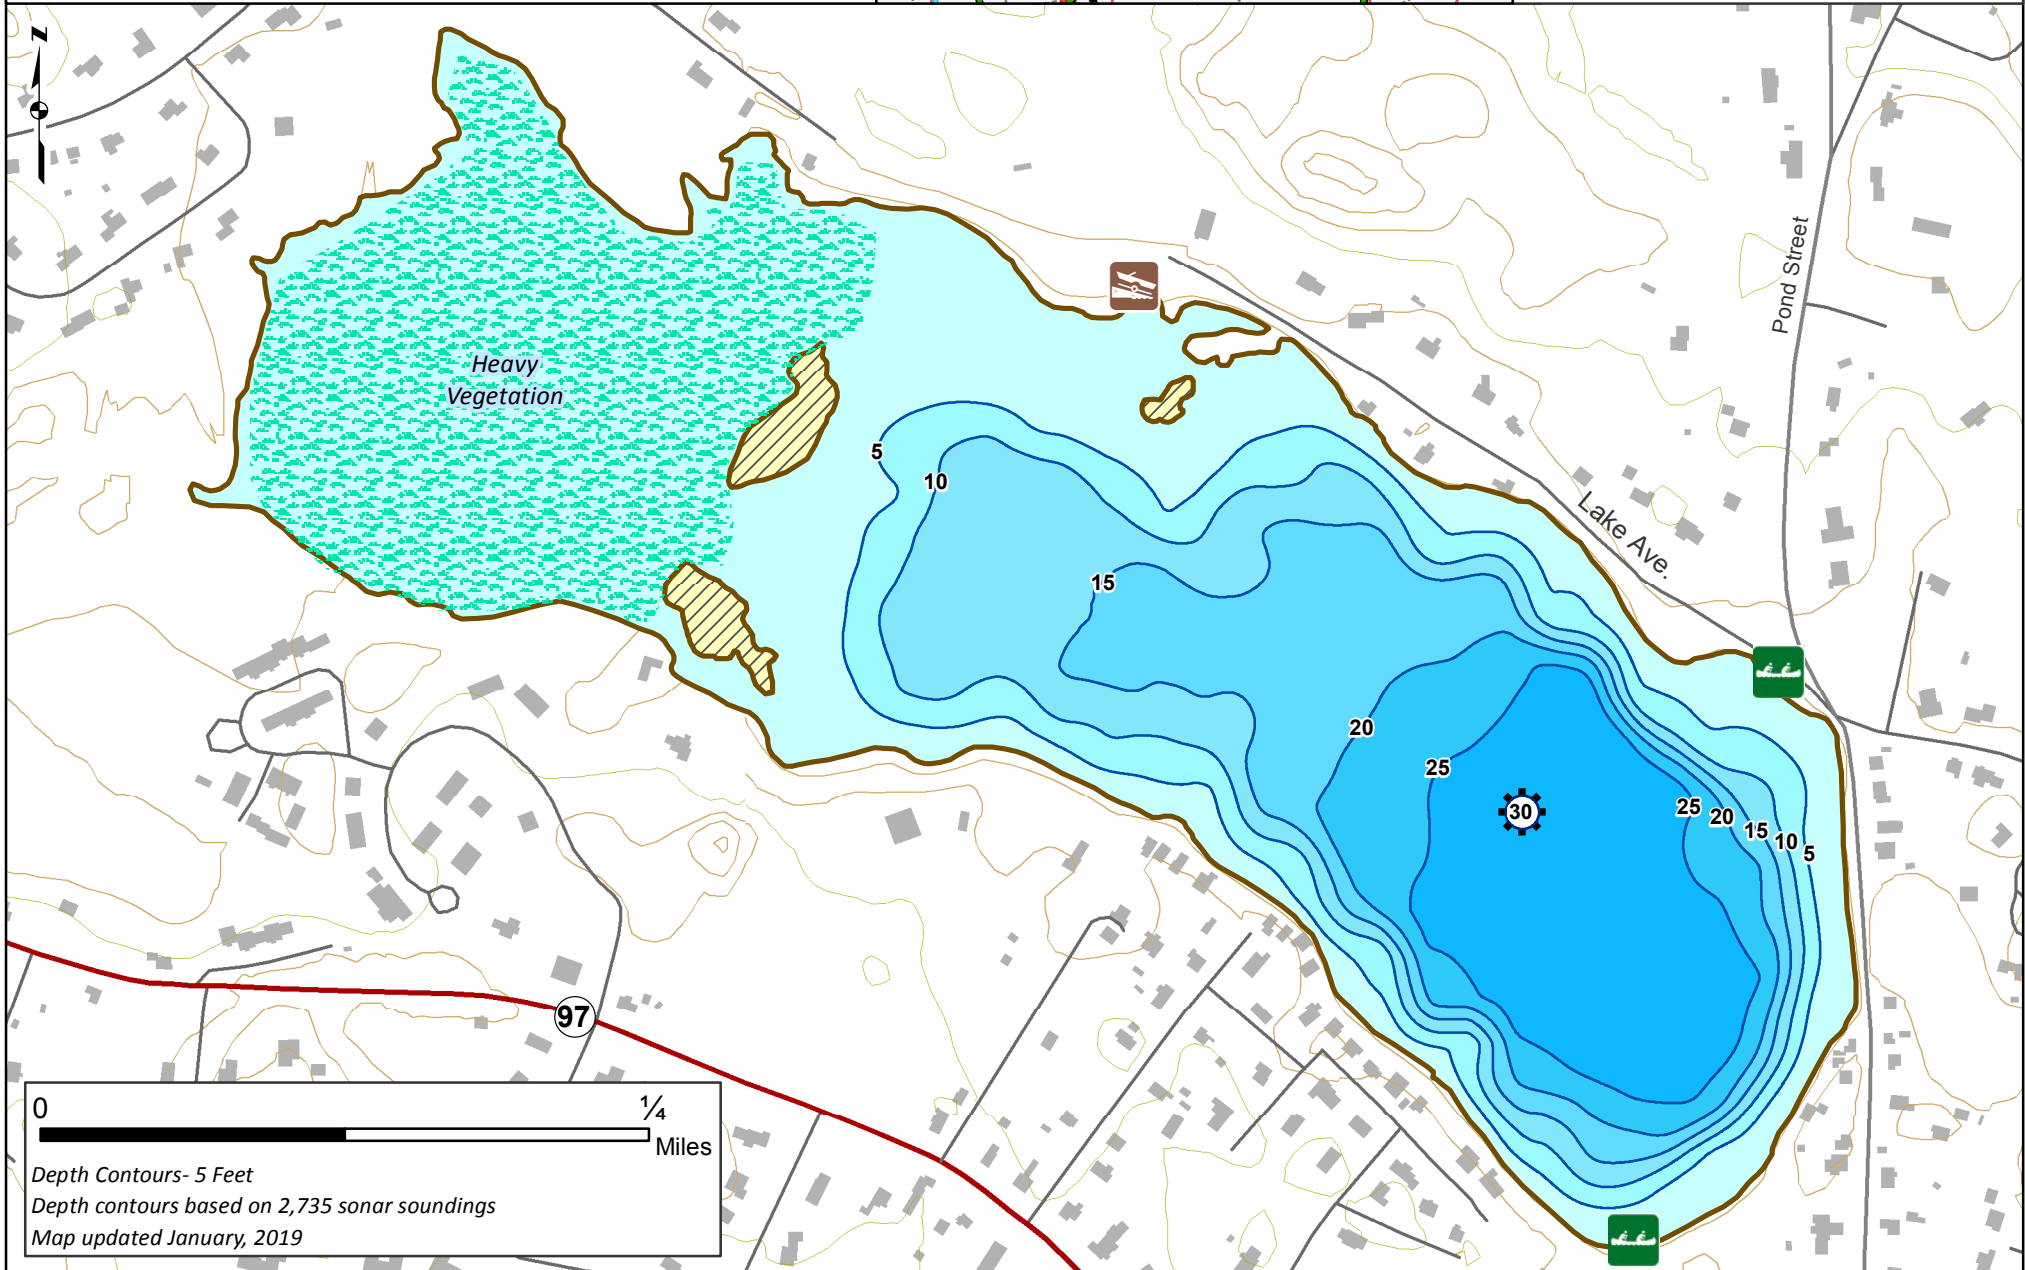 N
Pond Street
Heavy
Vegetation
5
10
Lake Ave.
15
20
25
30
25
20
15
10
5
97
0
¼
Miles
Depth Contours- 5 Feet
Depth contours based on 2,735 sonar soundings
Map updated January, 2019